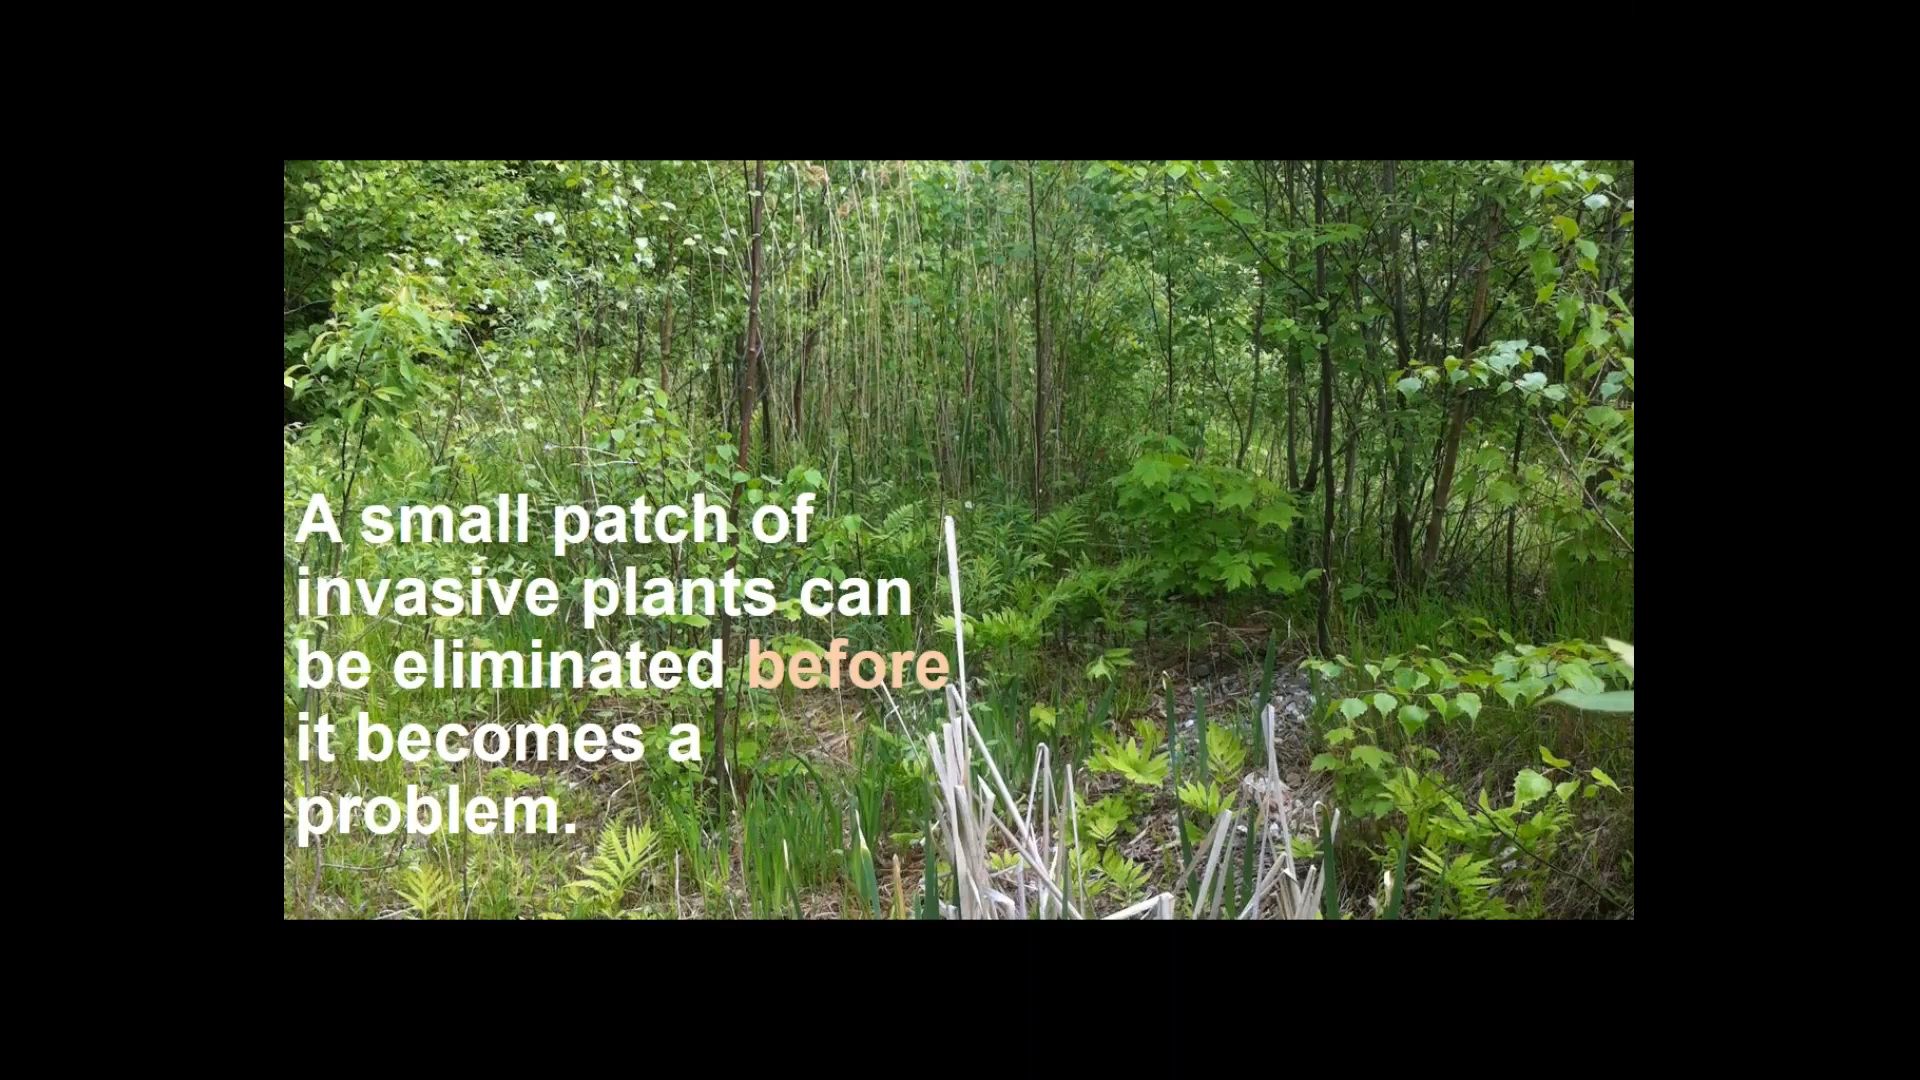 A small patch of
invasive plants can
be eliminated before
it becomes a
problem.